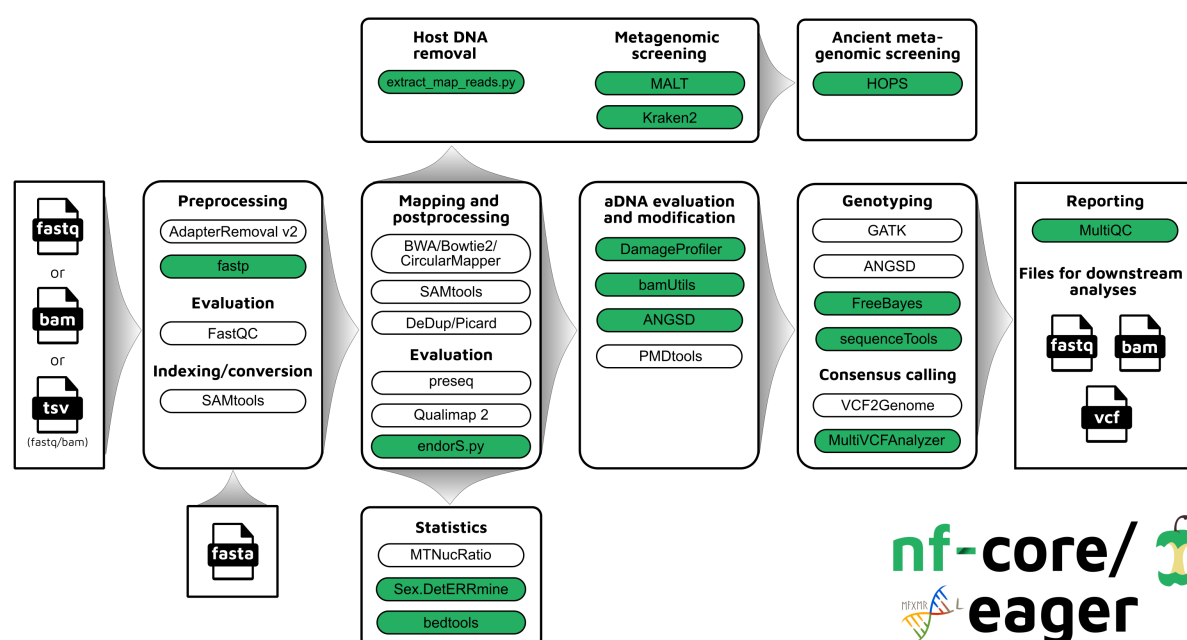 Host DNA
removal
extract_map_reads.py
Metagenomic
screening
MALT
Kraken2
Ancient meta-
genomic screening
HOPS
fastq
or
bam
or
tsv
(fastq/bam)
Preprocessing
AdapterRemoval v2
fastp
Evaluation
FastQC
Indexing/conversion
SAMtools
fasta
Mapping and
postprocessing
BWA/Bowtie2/
CircularMapper
SAMtools
DeDup/Picard
Evaluation
preseq
Qualimap 2
endorS.py
Statistics
MTNucRatio
Sex.DetERRmine
bedtools
aDNA evaluation
and modification
DamageProfiler
bamUtils
ANGSD
PMDtools
Genotyping
GATK
ANGSD
FreeBayes
sequenceTools
Consensus calling
VCF2Genome
MultiVCFAnalyzer
Reporting
MultiQC
Files for downstream
analyses
fastq
bam
vcf
nf-core/
MFXMR L
eager